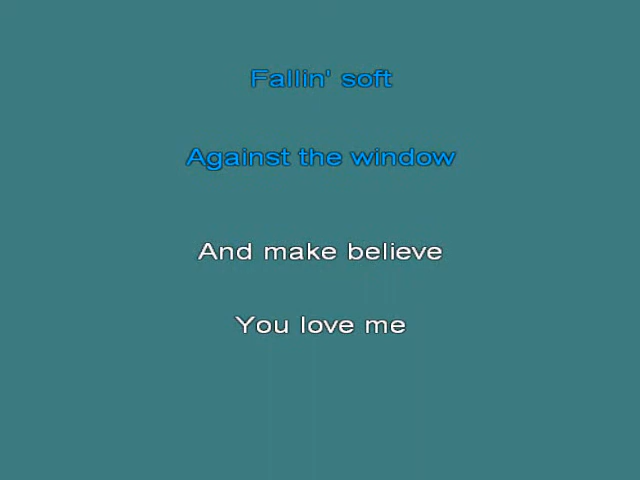 Fallin' soft
Against the window
And make believe
You love me